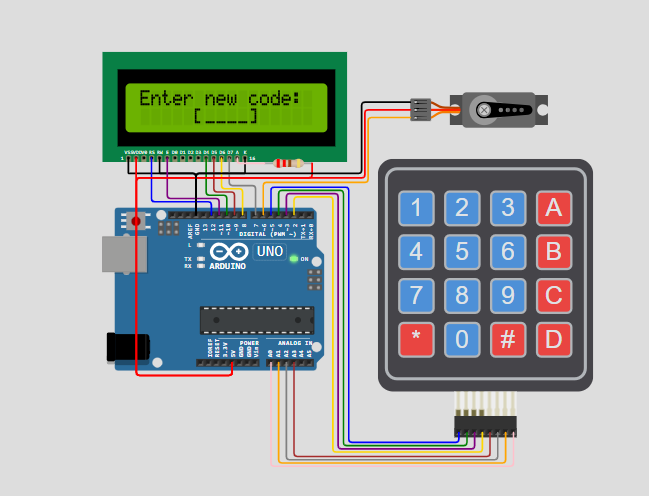 Enter new code:
[____]
VSS VDD V0 RS RW E D0 D1 D2 D3 D4 D5 D6 D7 A K
1 16
AREF GND 13 12 ~11 ~10 ~9 8 7 ~6 ~5 4 ~3 2 TX→1 RX←0
DIGITAL (PWM ~)
L
TX
RX
UNO
ON
ARDUINO
POWER ANALOG IN
IOREF RESET 3.3V 5V GND GND Vin A0 A1 A2 A3 A4 A5
1 2 3 A
4 5 6 B
7 8 9 C
* 0 # D